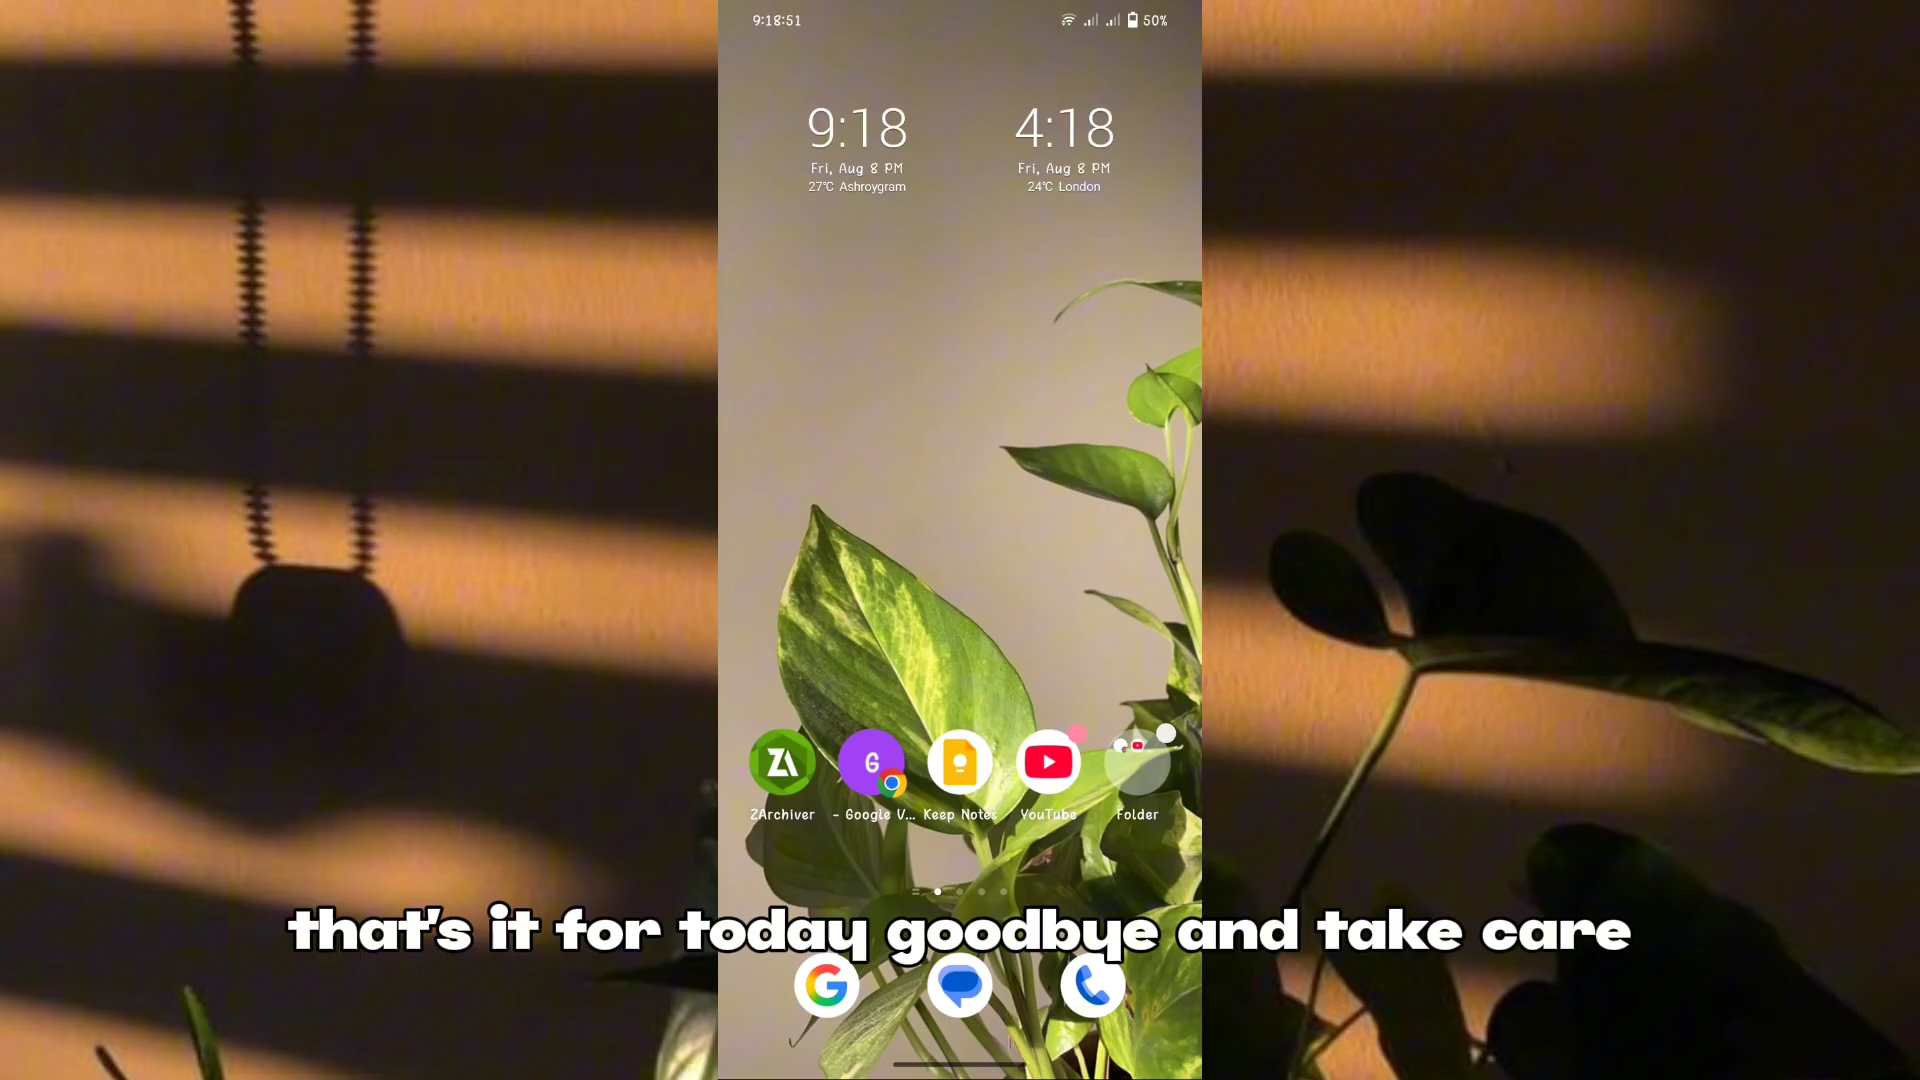 9:18:51
50%
9:18
Fri, Aug 8 PM
27℃ Ashroygram
4:18
Fri, Aug 8 PM
24℃ London
ZA
G
ZArchiver
- Google V...
Keep Notes
YouTube
Folder
that's it for today goodbye and take care
G